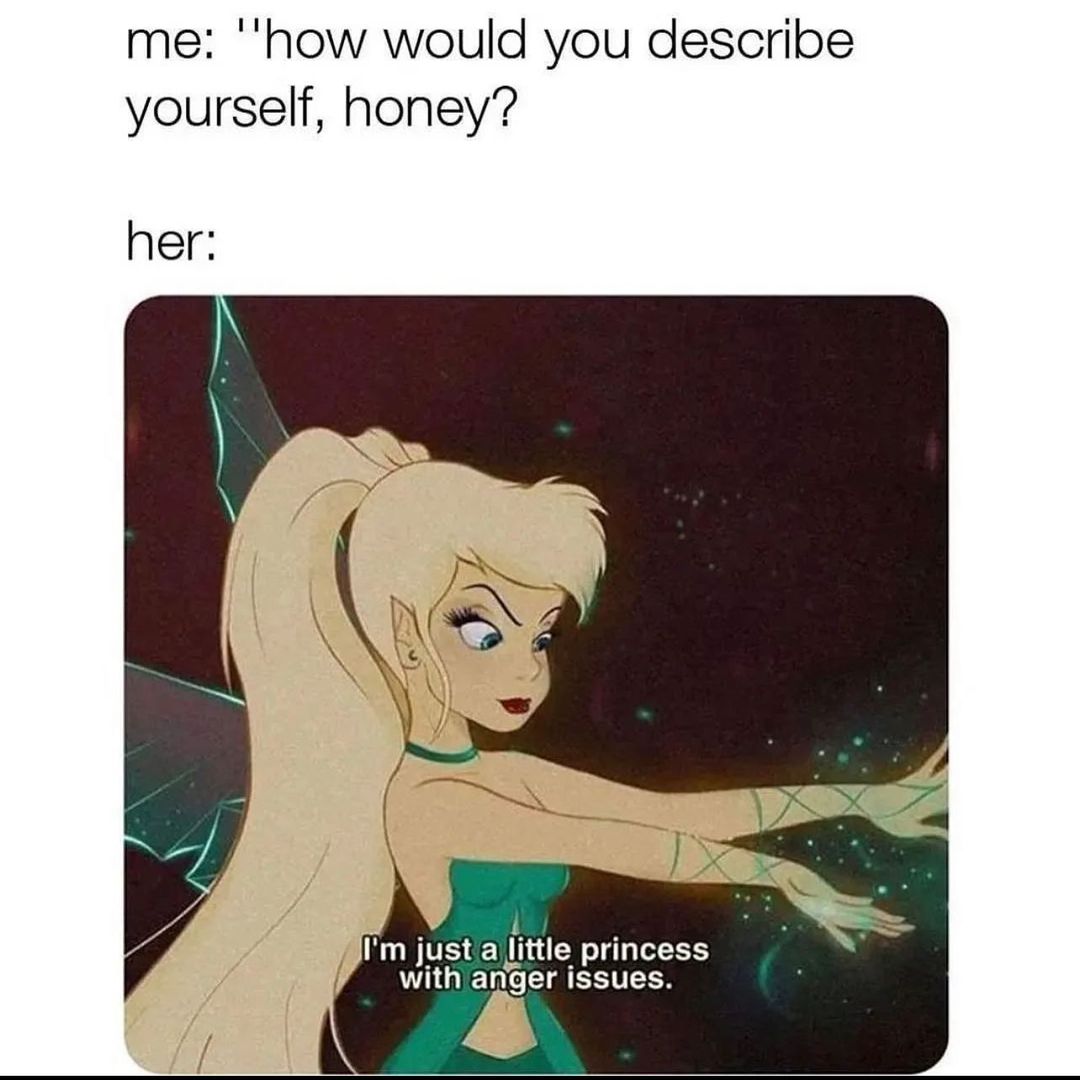 me: ''how would you describe
yourself, honey?
her:
I'm just a little princess
with anger issues.